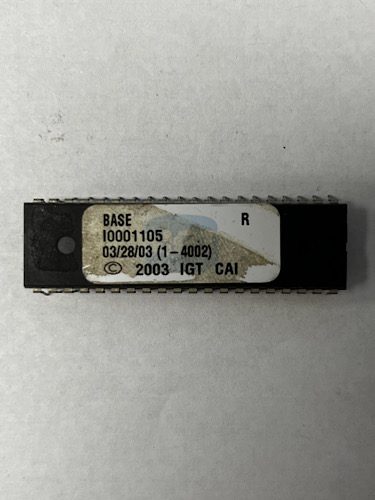 BASE R
I0001105
03/28/03 (1-4002)
© 2003 IGT CAI